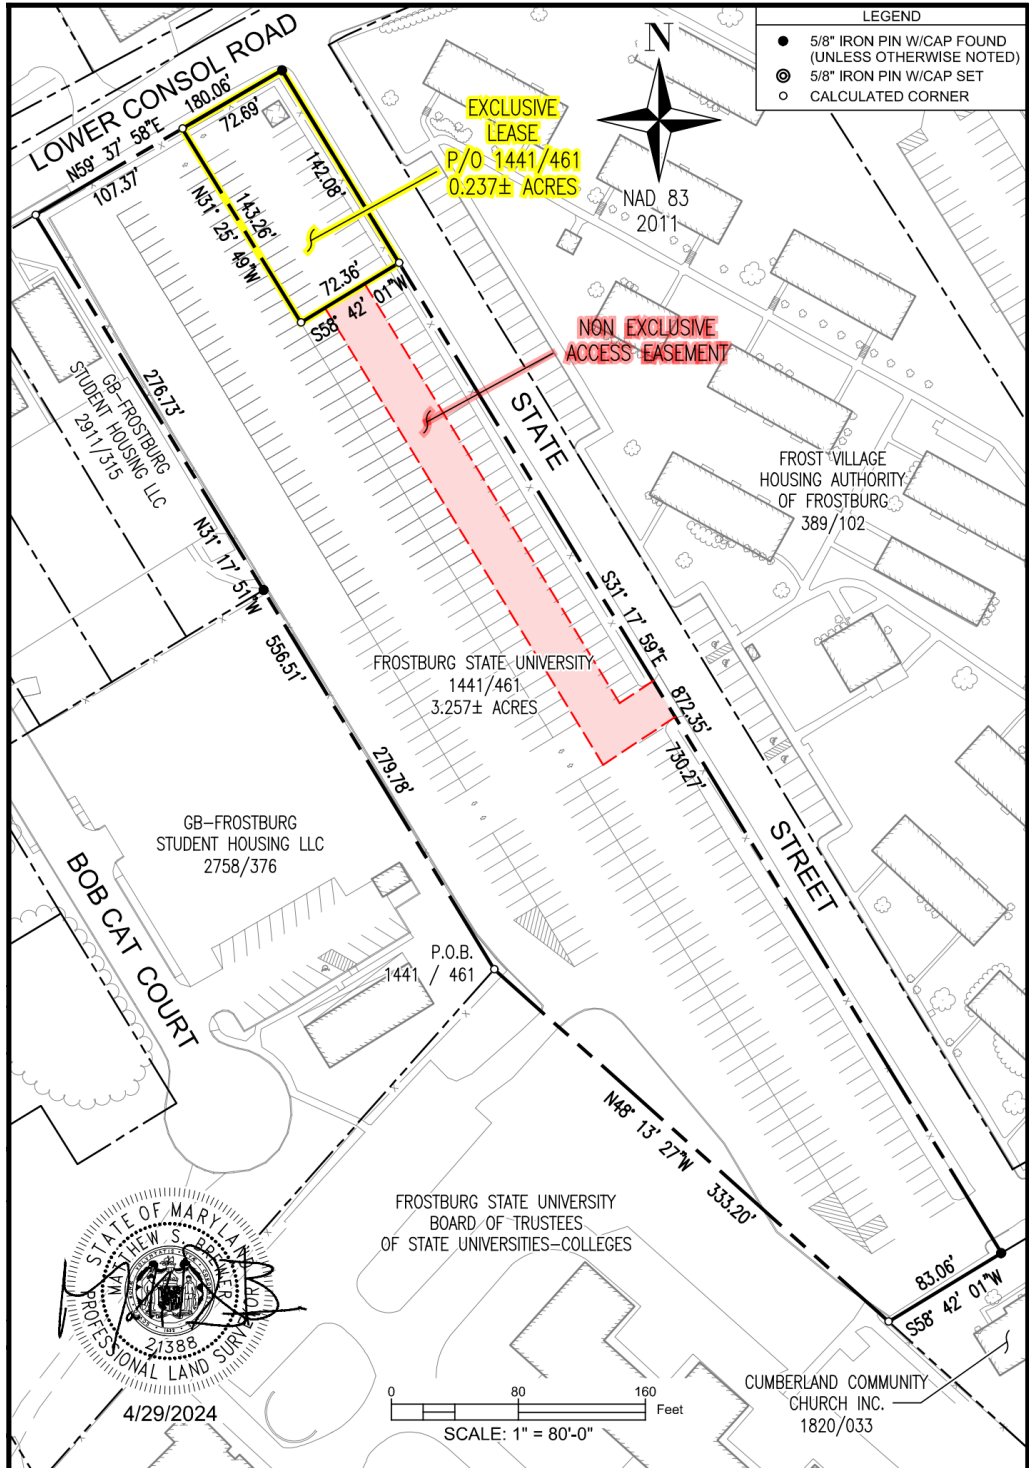 LEGEND
5/8" IRON PIN W/CAP FOUND
(UNLESS OTHERWISE NOTED)
5/8" IRON PIN W/CAP SET
CALCULATED CORNER
N
NAD 83
2011
LOWER CONSOL ROAD
N59° 37' 58"E
180.06'
107.37'
72.69'
EXCLUSIVE
LEASE
P/O 1441/461
0.237± ACRES
142.08'
143.26'
N31° 25' 49"W
72.36'
S58° 42' 01"W
NON EXCLUSIVE
ACCESS EASEMENT
276.73'
GB-FROSTBURG
STUDENT HOUSING LLC
2911/315
N31° 17' 51"W
556.51'
279.78'
STATE
STREET
FROST VILLAGE
HOUSING AUTHORITY
OF FROSTBURG
389/102
S31° 17' 59"E
872.35'
730.27'
FROSTBURG STATE UNIVERSITY
1441/461
3.257± ACRES
GB-FROSTBURG
STUDENT HOUSING LLC
2758/376
BOB CAT COURT
P.O.B.
1441 / 461
N48° 13' 27"W
333.20'
FROSTBURG STATE UNIVERSITY
BOARD OF TRUSTEES
OF STATE UNIVERSITIES-COLLEGES
83.06'
S58° 42' 01"W
CUMBERLAND COMMUNITY
CHURCH INC.
1820/033
STATE OF MARYLAND
MATTHEW S. BREWER
21388
PROFESSIONAL LAND SURVEYOR
4/29/2024
0 80 160
Feet
SCALE: 1" = 80'-0"